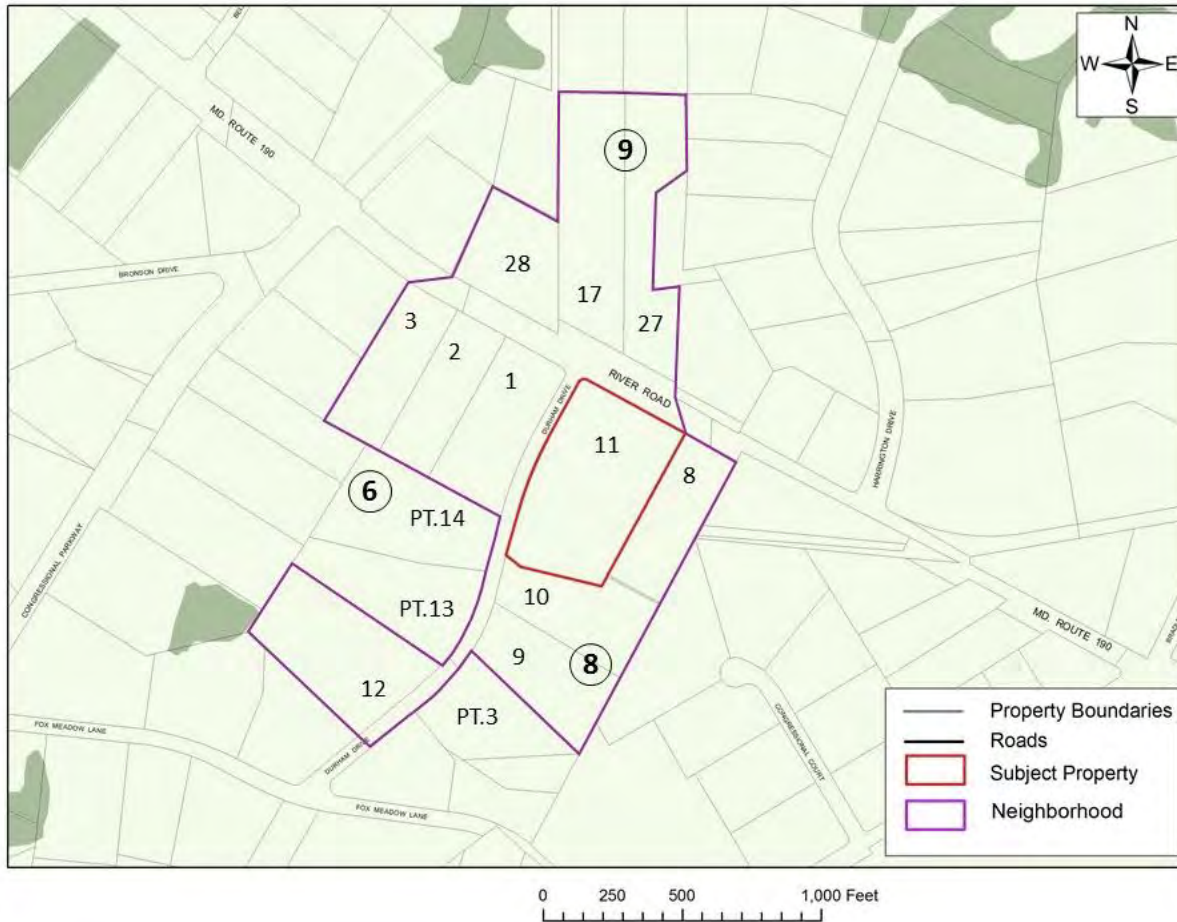 N
W E
S
BEL
MD. ROUTE 190
9
28
BRONSON DRIVE
17
3
27
2
1
RIVER ROAD
DURHAM DRIVE
HARRINGTON DRIVE
11
8
6
PT.14
CONGRESSIONAL PARKWAY
10
PT.13
MD. ROUTE 190
BRADL
9
8
12
PT.3
CONGRESSIONAL COURT
FOX MEADOW LANE
DURHAM DRIVE
FOX MEADOW LANE
Property Boundaries
Roads
Subject Property
Neighborhood
0 250 500 1,000 Feet